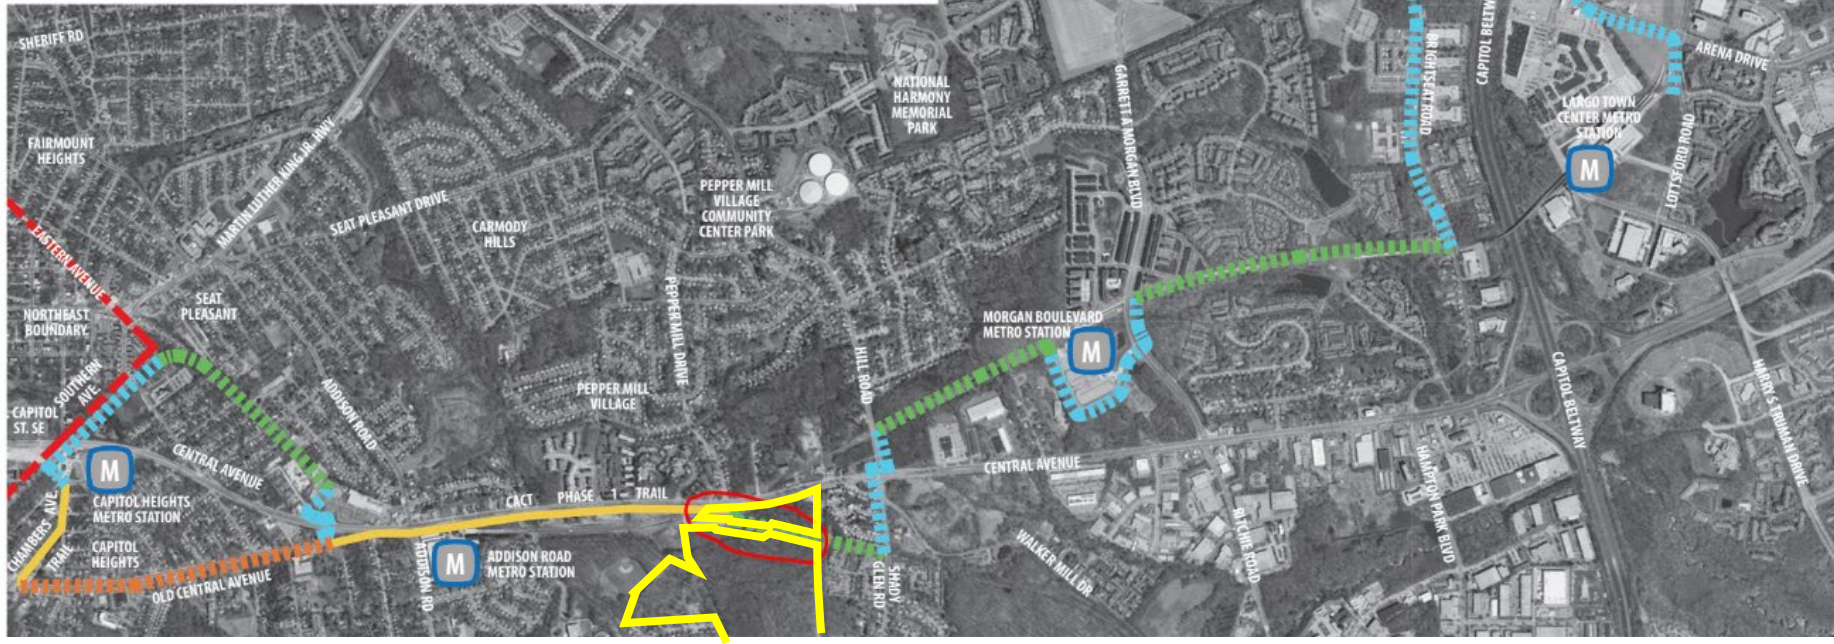 SHERIFF RD
FAIRMOUNT
HEIGHTS
MARTIN LUTHER KING JR. HWY
EASTERN AVENUE
NORTHEAST
BOUNDARY
SEAT
PLEASANT
SEAT PLEASANT DRIVE
CARMODY
HILLS
SOUTHERN
AVE.
CAPITOL
ST. SE
ADDISON ROAD
CENTRAL AVENUE
M
CAPITOL HEIGHTS
METRO STATION
CHAMBERS AVE
TRAIL
CAPITOL
HEIGHTS
OLD CENTRAL AVENUE
CACT PHASE 1 TRAIL
ADDISON RD
M
ADDISON ROAD
METRO STATION
PEPPER MILL
VILLAGE
PEPPER MILL DRIVE
PEPPER MILL
VILLAGE
COMMUNITY
CENTER PARK
NATIONAL
HARMONY
MEMORIAL
PARK
HILL ROAD
SHADY
GLEN RD
GARRETT A MORGAN BLVD
MORGAN BOULEVARD
METRO STATION
M
CENTRAL AVENUE
WALKER MILL DR
RITCHIE ROAD
HAMPTON PARK BLVD
BRIGHTSEAT ROAD
CAPITOL BELTW
CAPITOL BELTWAY
ARENA DRIVE
LARGO TOWN
CENTER METRO
STATION
M
LOTTSFORD ROAD
HARRY S TRUMAN DRIVE